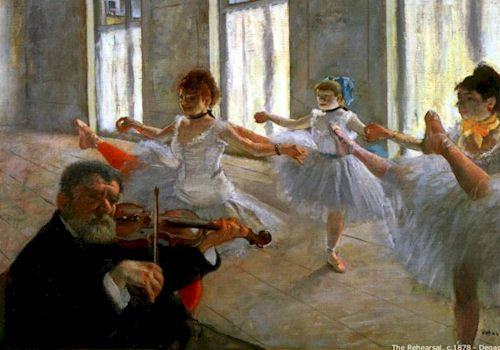 The Rehearsal, c.1878 - Degas